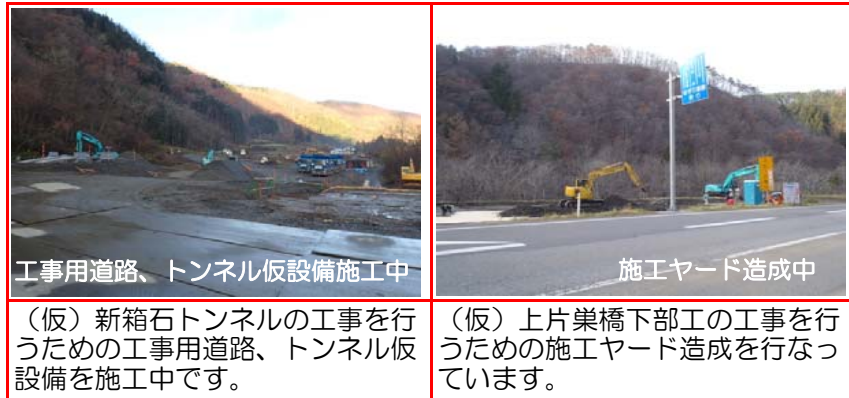 工事用道路、トンネル仮設備施工中
施工ヤード造成中
（仮）新箱石トンネルの工事を行
うための工事用道路、トンネル仮
設備を施工中です。
（仮）上片巣橋下部工の工事を行
うための施工ヤード造成を行なっ
ています。